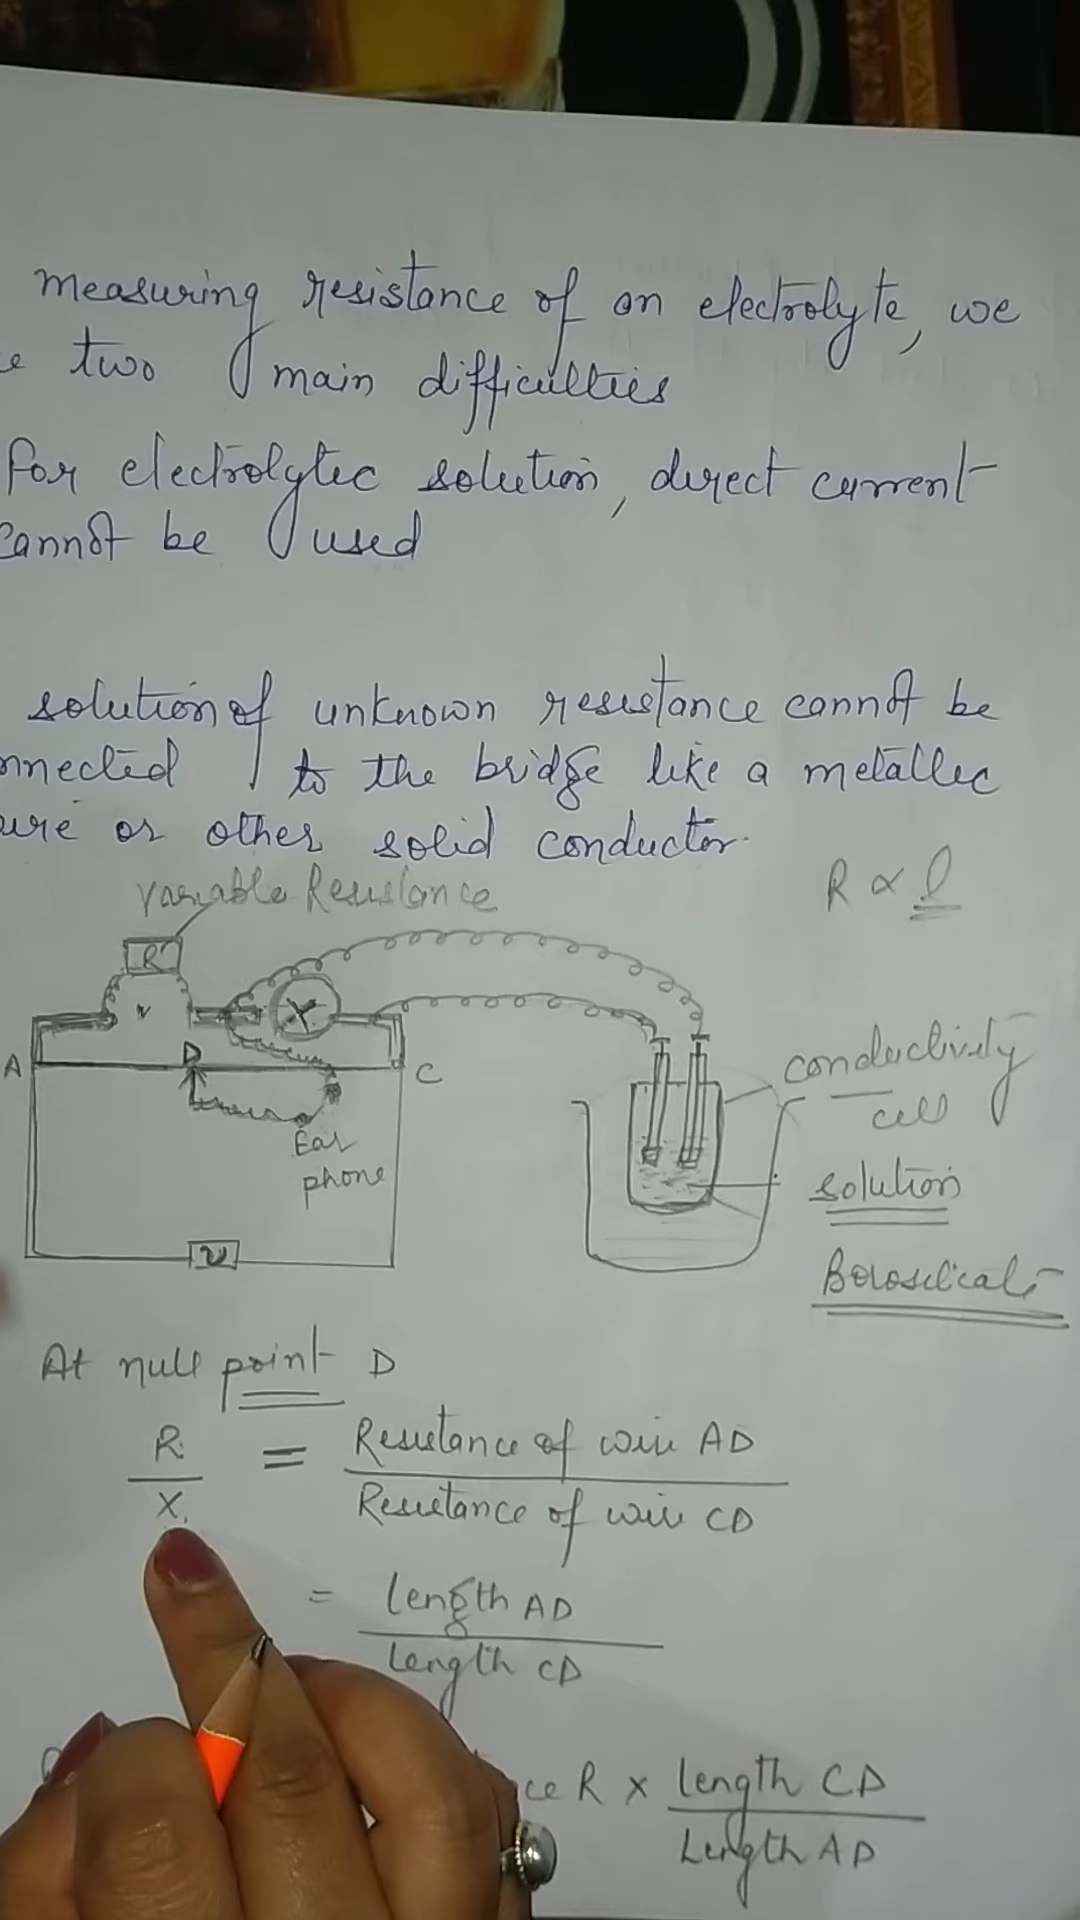 measuring resistance of an electrolyte, we
e two main difficulties
for electrolytic solution, direct current
cannot be used
solution of unknown resistance cannot be
nnected to the bridge like a metallic
wire or other solid conductor.
R ∝ l
Variable Resistance
R
X
A
D
C
Ear
phone
conductivity
cell
solution
Borosilicate
At null point D
R / X = Resistance of wire AD / Resistance of wire CD
= length AD / Length CD
ce R × length CD / Length AD